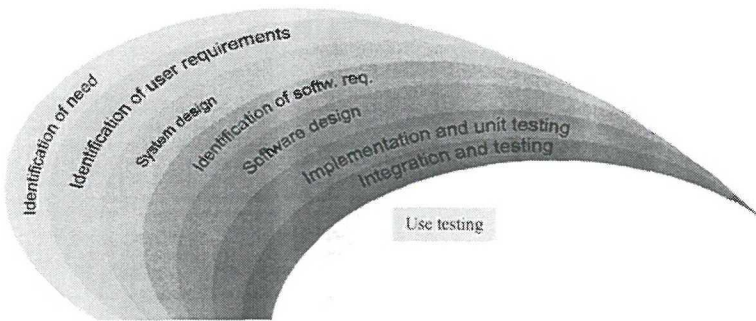 Identification of need
Identification of user requirements
System design
Identification of softw. req.
Software design
Implementation and unit testing
Integration and testing
Use testing